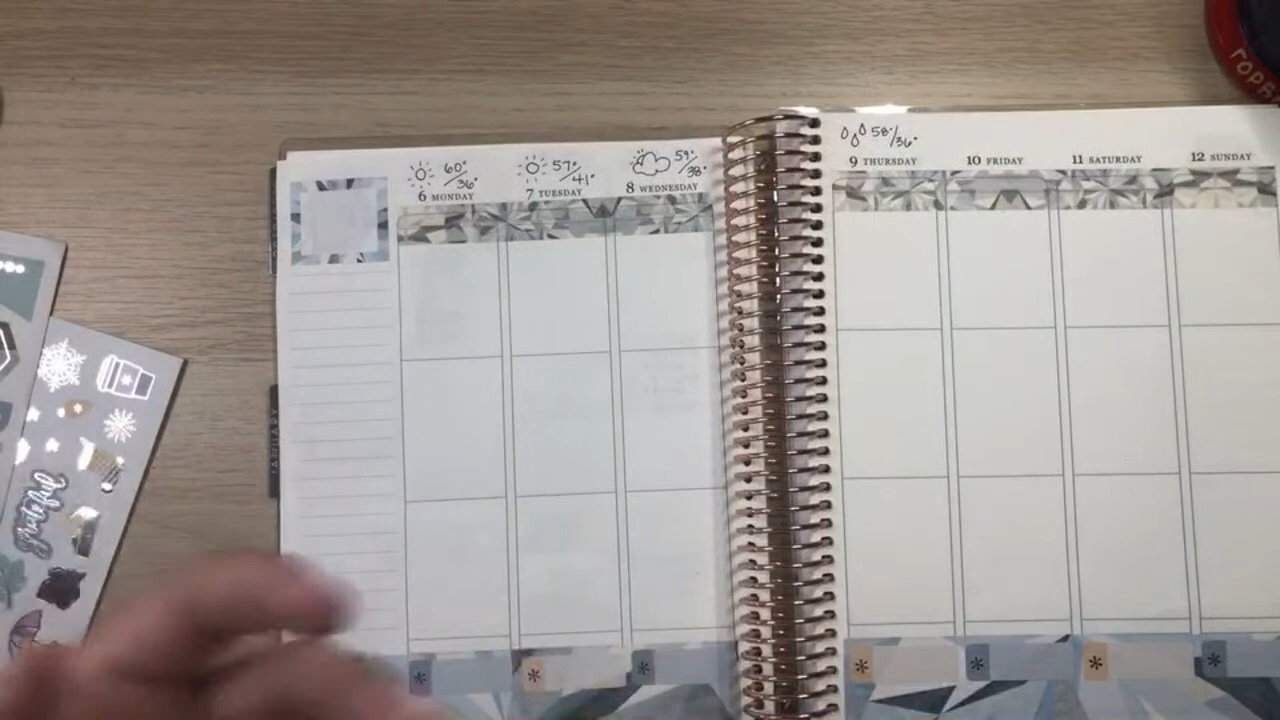 60°/36°
57°/41°
59°/38°
58°/36°
6 MONDAY
7 TUESDAY
8 WEDNESDAY
9 THURSDAY
10 FRIDAY
11 SATURDAY
12 SUNDAY
JANUARY
grateful
* * * * * * *